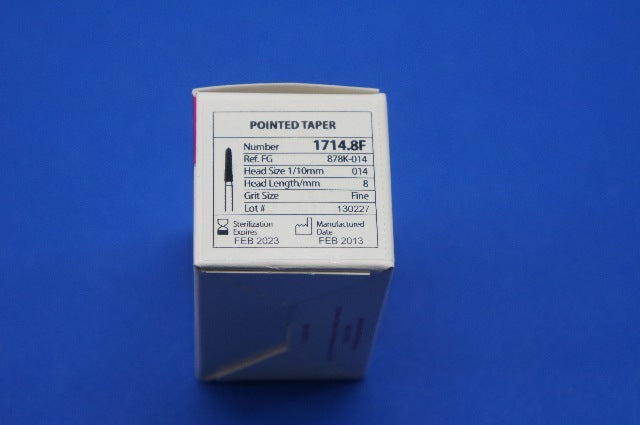 POINTED TAPER
Number 1714.8F
Ref. FG 878K-014
Head Size 1/10mm 014
Head Length/mm 8
Grit Size Fine
Lot # 130227
Sterilization Expires
FEB 2023
Manufactured Date
FEB 2013